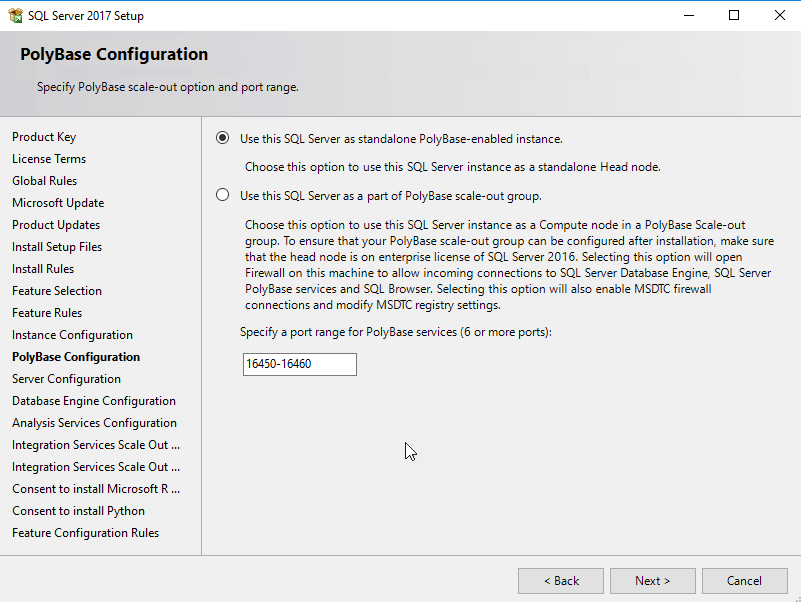 SQL Server 2017 Setup
PolyBase Configuration
Specify PolyBase scale-out option and port range.
Product Key
License Terms
Global Rules
Microsoft Update
Product Updates
Install Setup Files
Install Rules
Feature Selection
Feature Rules
Instance Configuration
PolyBase Configuration
Server Configuration
Database Engine Configuration
Analysis Services Configuration
Integration Services Scale Out ...
Integration Services Scale Out ...
Consent to install Microsoft R ...
Consent to install Python
Feature Configuration Rules
Use this SQL Server as standalone PolyBase-enabled instance.
Choose this option to use this SQL Server instance as a standalone Head node.
Use this SQL Server as a part of PolyBase scale-out group.
Choose this option to use this SQL Server instance as a Compute node in a PolyBase Scale-out
group. To ensure that your PolyBase scale-out group can be configured after installation, make sure
that the head node is on enterprise license of SQL Server 2016. Selecting this option will open
Firewall on this machine to allow incoming connections to SQL Server Database Engine, SQL Server
PolyBase services and SQL Browser. Selecting this option will also enable MSDTC firewall
connections and modify MSDTC registry settings.
Specify a port range for PolyBase services (6 or more ports):
16450-16460
< Back
Next >
Cancel